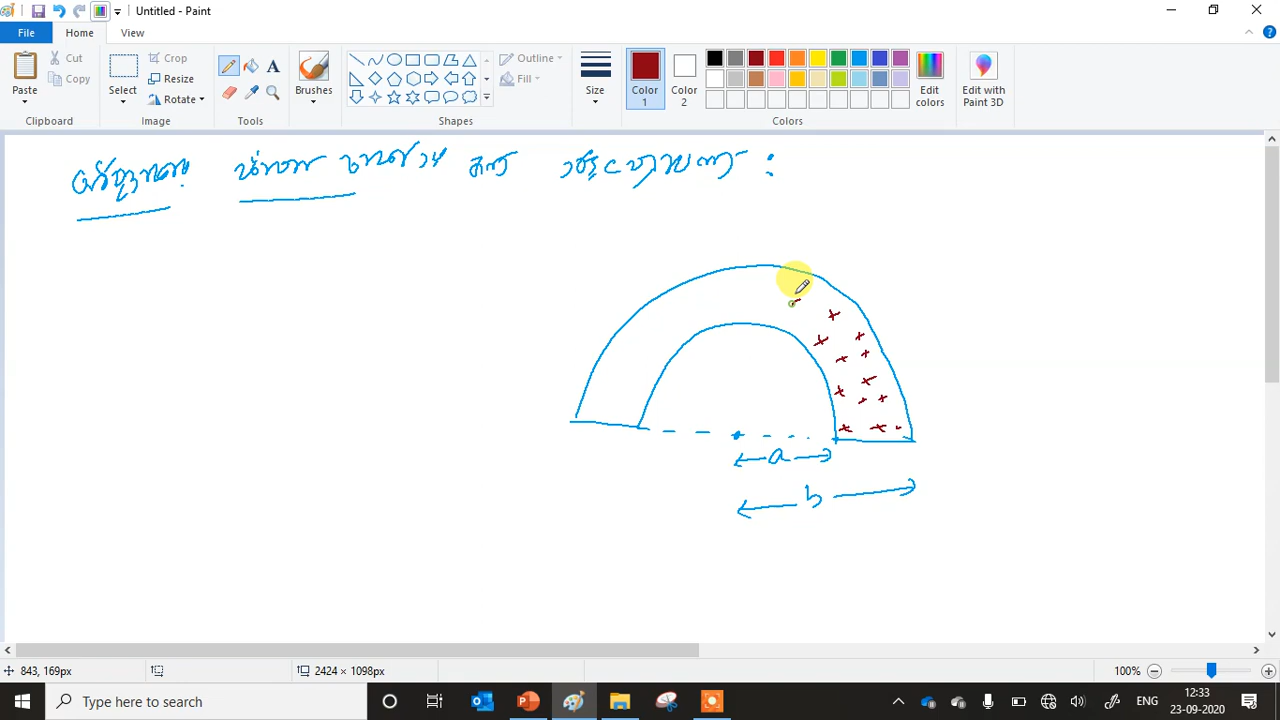 Untitled - Paint
File Home View
Paste Cut Copy Clipboard
Select Crop Resize Rotate Image
Tools
Brushes
Shapes Outline Fill
Size
Color 1 Color 2 Edit colors Edit with Paint 3D Colors
:
a
b
843, 169px 2424 × 1098px 100%
Type here to search ENG 12:33 23-09-2020